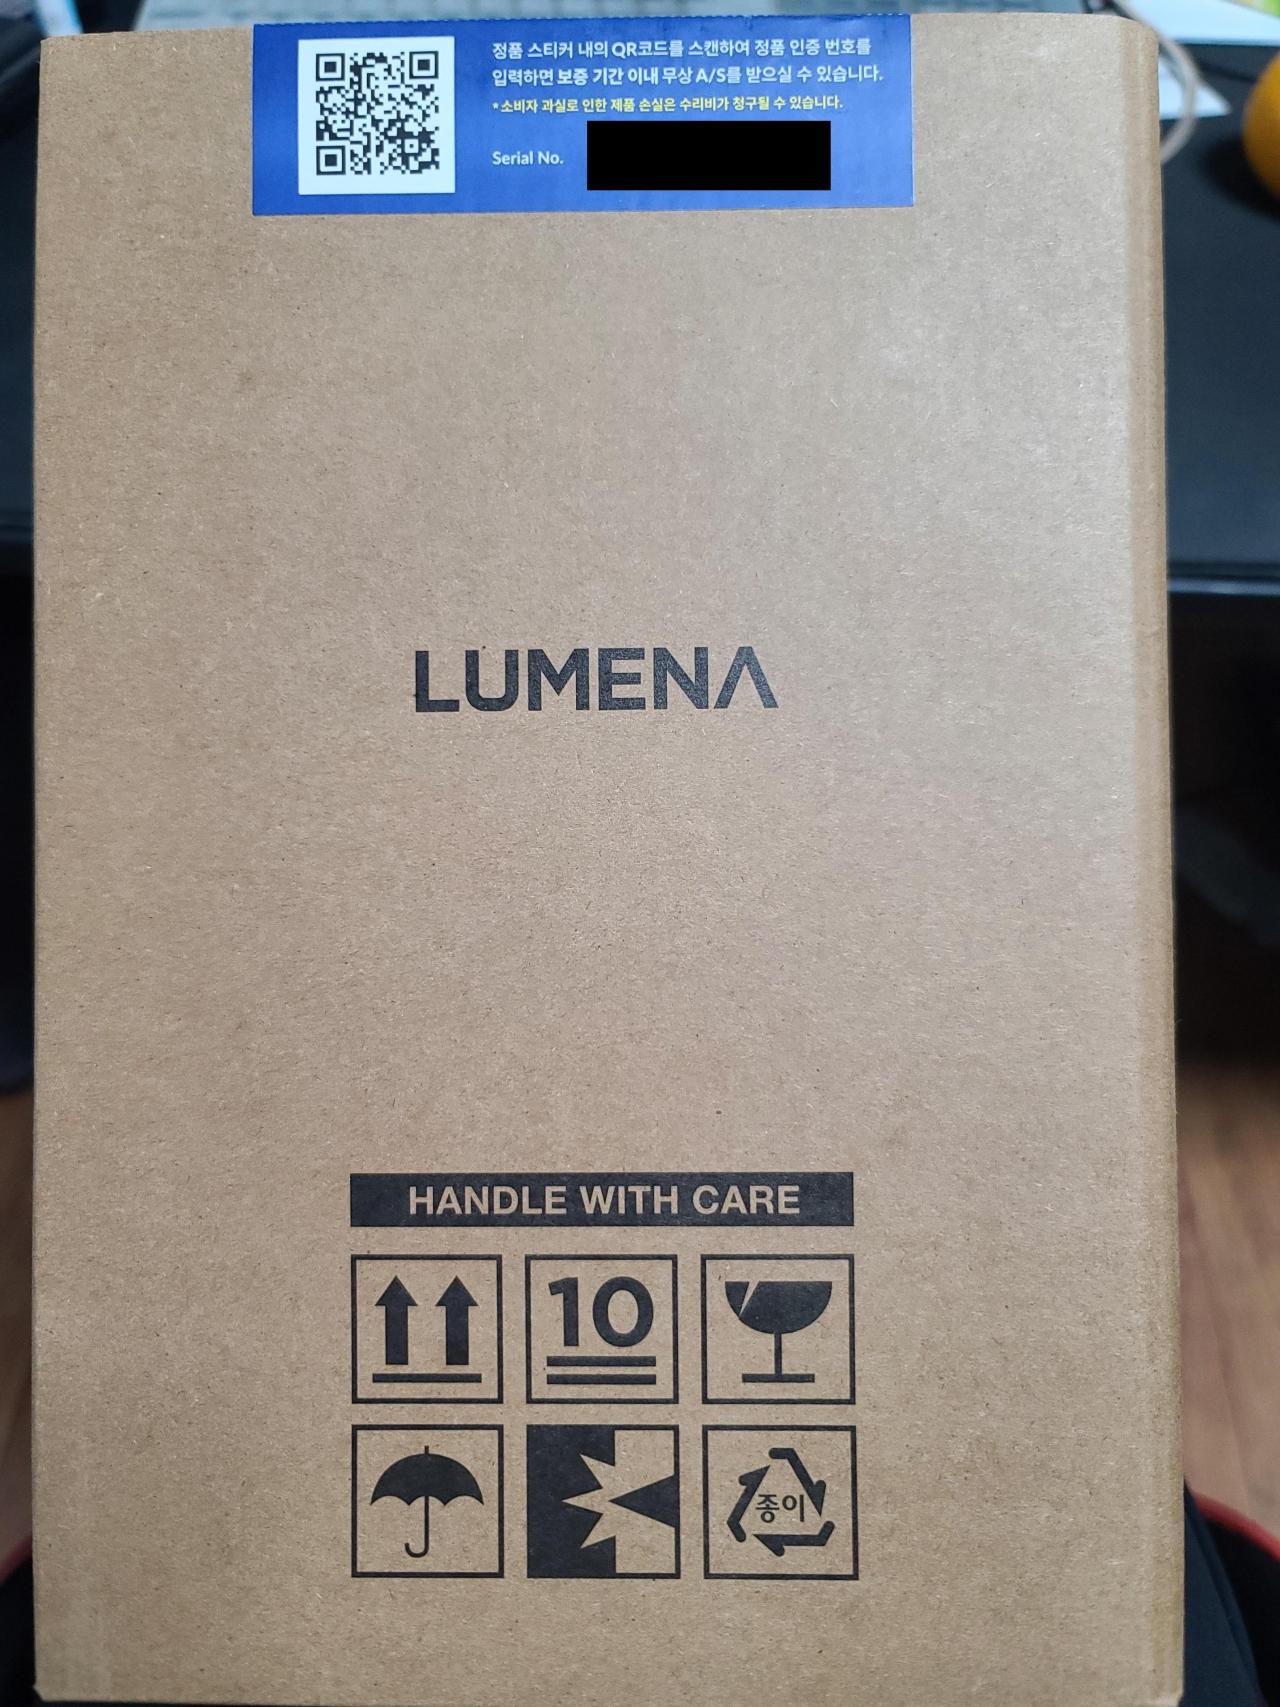 정품 스티커 내의 QR코드를 스캔하여 정품 인증 번호를
입력하면 보증 기간 이내 무상 A/S를 받으실 수 있습니다.
*소비자 과실로 인한 제품 손실은 수리비가 청구될 수 있습니다.
Serial No.
LUMENA
HANDLE WITH CARE
10
종이